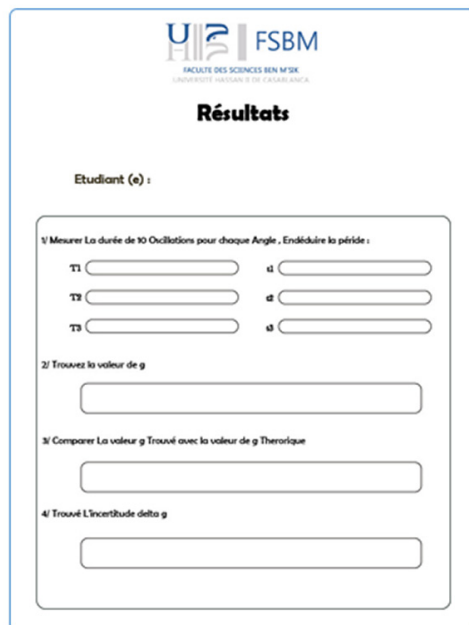 UH2C FSBM
FACULTE DES SCIENCES BEN M'SIK
UNIVERSITÉ HASSAN II DE CASABLANCA
Résultats
Etudiant (e) :
1/ Mesurer La durée de 10 Oscillations pour chaque Angle , Endéduire la péride :
T1 t1
T2 t2
T3 t3
2/ Trouvez la valeur de g
3/ Comparer La valeur g Trouvé avec la valeur de g Therorique
4/ Trouvé L'incertitude delta g